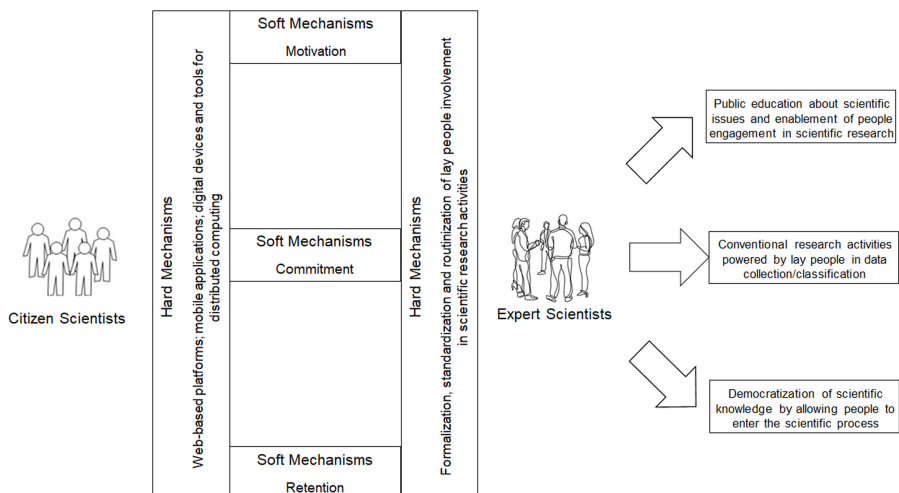 Citizen Scientists
Hard Mechanisms
Web-based platforms; mobile applications; digital devices and tools for
distributed computing
Soft Mechanisms
Motivation
Soft Mechanisms
Commitment
Soft Mechanisms
Retention
Hard Mechanisms
Formalization, standardization and routinization of lay people involvement
in scientific research activities
Expert Scientists
Public education about scientific
issues and enablement of people
engagement in scientific research
Conventional research activities
powered by lay people in data
collection/classification
Democratization of scientific
knowledge by allowing people to
enter the scientific process